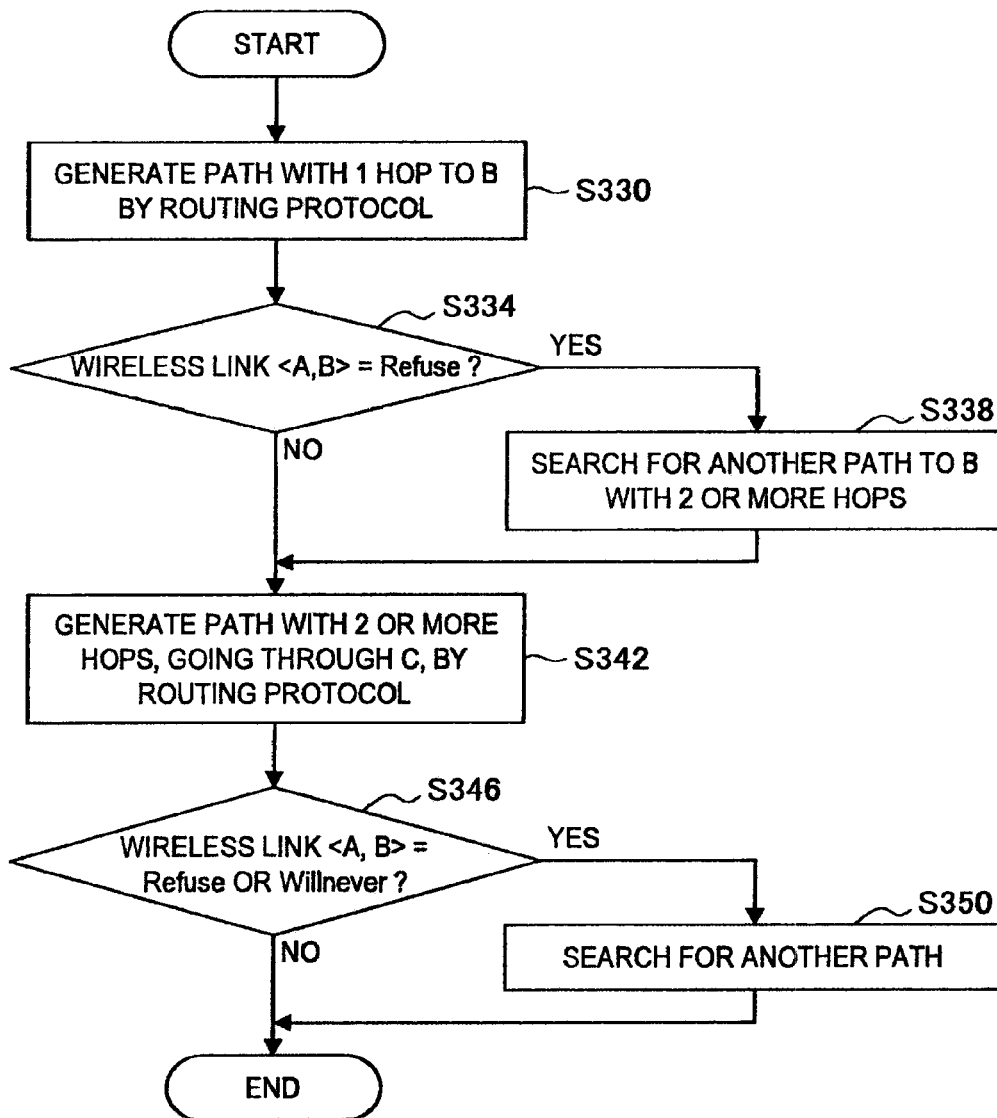 START
GENERATE PATH WITH 1 HOP TO B
BY ROUTING PROTOCOL
S330
S334
WIRELESS LINK <A,B> = Refuse ?
YES
NO
S338
SEARCH FOR ANOTHER PATH TO B
WITH 2 OR MORE HOPS
GENERATE PATH WITH 2 OR MORE
HOPS, GOING THROUGH C, BY
ROUTING PROTOCOL
S342
S346
WIRELESS LINK <A, B> =
Refuse OR Willnever ?
YES
NO
S350
SEARCH FOR ANOTHER PATH
END